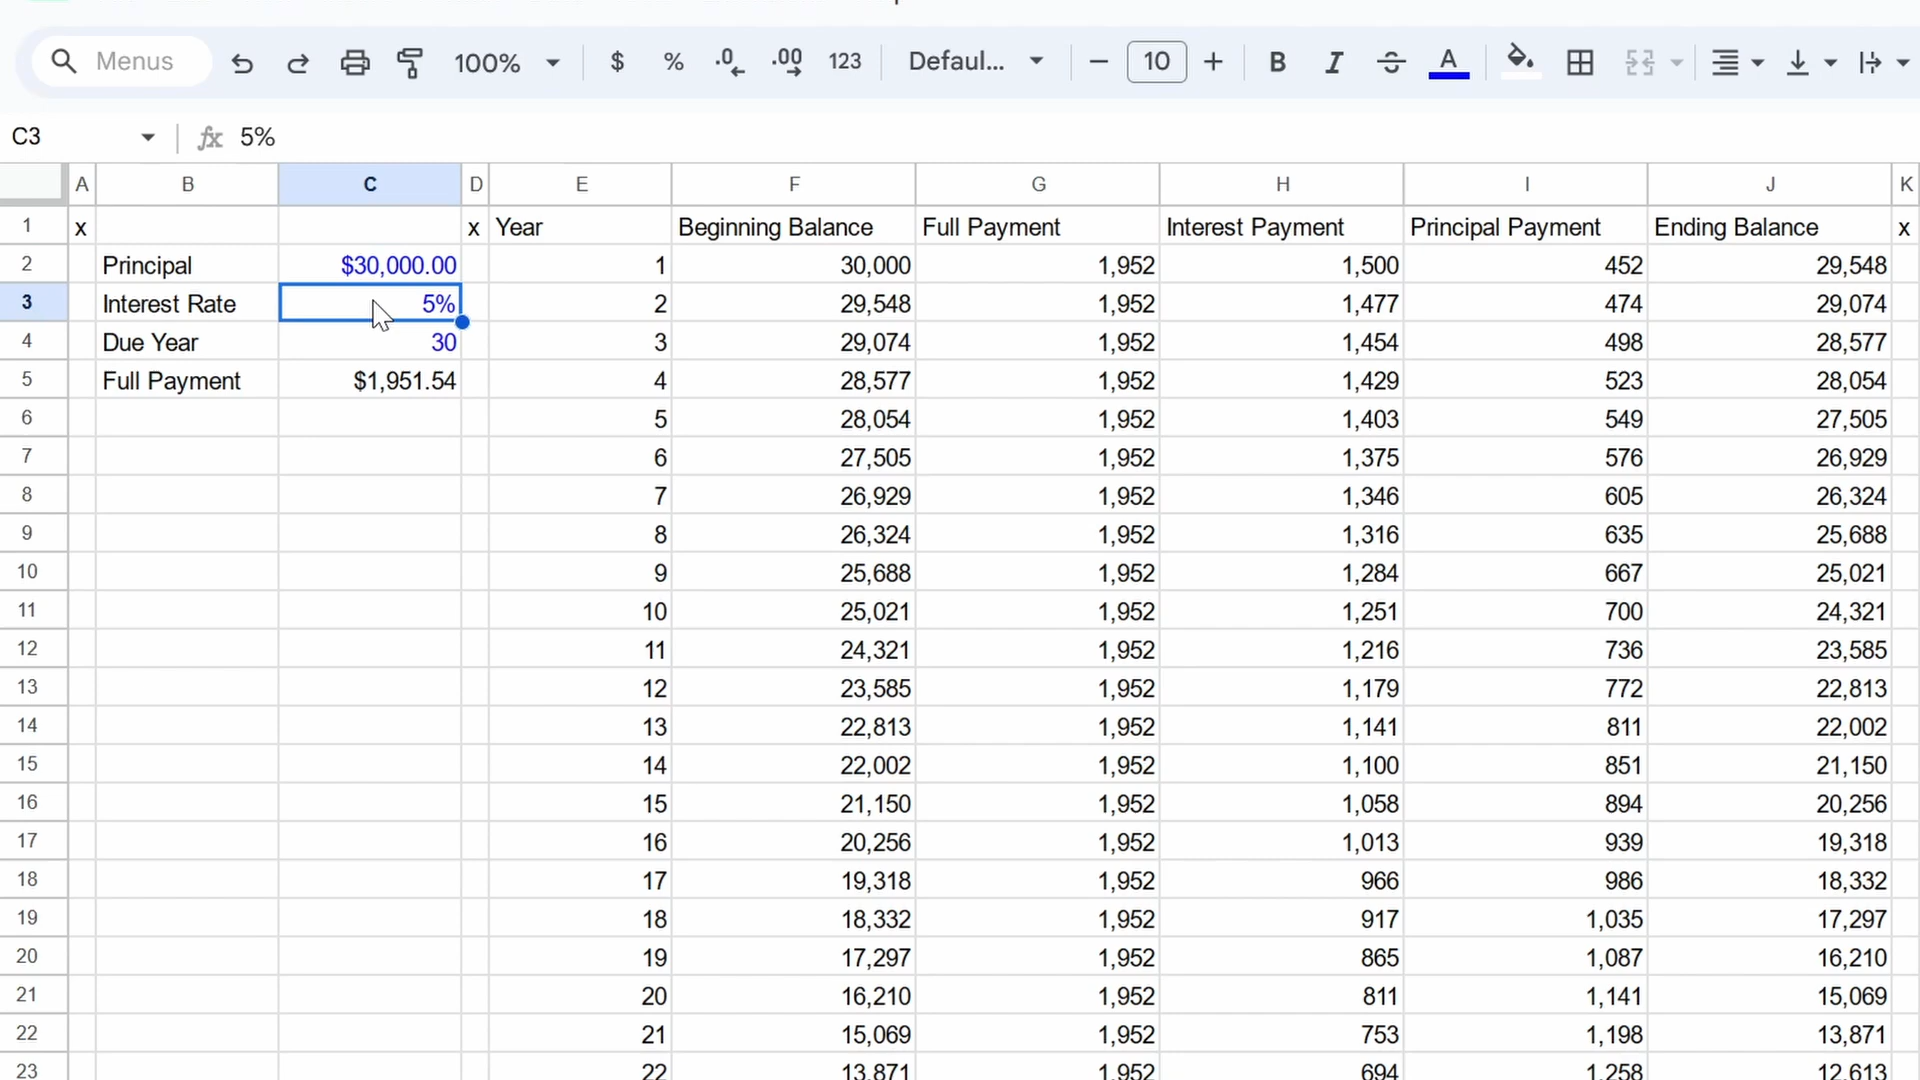 Menus 100% $ % .0 .00 123 Defaul... 10 B I S A
C3 fx 5%
A B C D E F G H I J K
1 x x Year Beginning Balance Full Payment Interest Payment Principal Payment Ending Balance x
2 Principal $30,000.00 1 30,000 1,952 1,500 452 29,548
3 Interest Rate 5% 2 29,548 1,952 1,477 474 29,074
4 Due Year 30 3 29,074 1,952 1,454 498 28,577
5 Full Payment $1,951.54 4 28,577 1,952 1,429 523 28,054
6 5 28,054 1,952 1,403 549 27,505
7 6 27,505 1,952 1,375 576 26,929
8 7 26,929 1,952 1,346 605 26,324
9 8 26,324 1,952 1,316 635 25,688
10 9 25,688 1,952 1,284 667 25,021
11 10 25,021 1,952 1,251 700 24,321
12 11 24,321 1,952 1,216 736 23,585
13 12 23,585 1,952 1,179 772 22,813
14 13 22,813 1,952 1,141 811 22,002
15 14 22,002 1,952 1,100 851 21,150
16 15 21,150 1,952 1,058 894 20,256
17 16 20,256 1,952 1,013 939 19,318
18 17 19,318 1,952 966 986 18,332
19 18 18,332 1,952 917 1,035 17,297
20 19 17,297 1,952 865 1,087 16,210
21 20 16,210 1,952 811 1,141 15,069
22 21 15,069 1,952 753 1,198 13,871
23 22 13,871 1,952 694 1,258 12,613